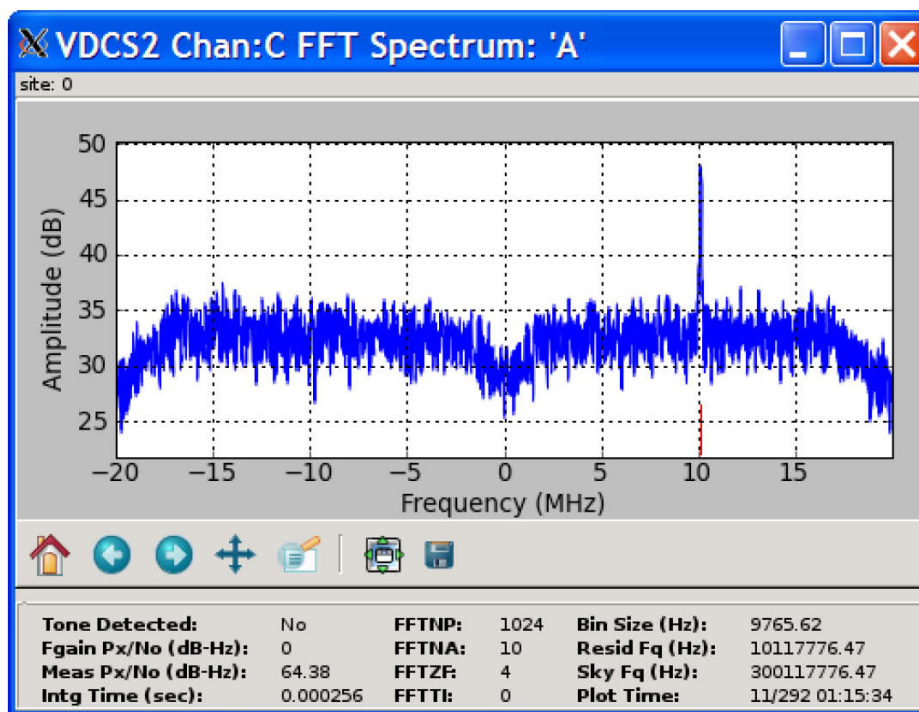 VDCS2 Chan:C FFT Spectrum: 'A'
site: 0
50
45
40
35
30
25
Amplitude (dB)
−20 −15 −10 −5 0 5 10 15
Frequency (MHz)
Tone Detected: No FFTNP: 1024 Bin Size (Hz): 9765.62
Fgain Px/No (dB-Hz): 0 FFTNA: 10 Resid Fq (Hz): 10117776.47
Meas Px/No (dB-Hz): 64.38 FFTZF: 4 Sky Fq (Hz): 300117776.47
Intg Time (sec): 0.000256 FFTTI: 0 Plot Time: 11/292 01:15:34